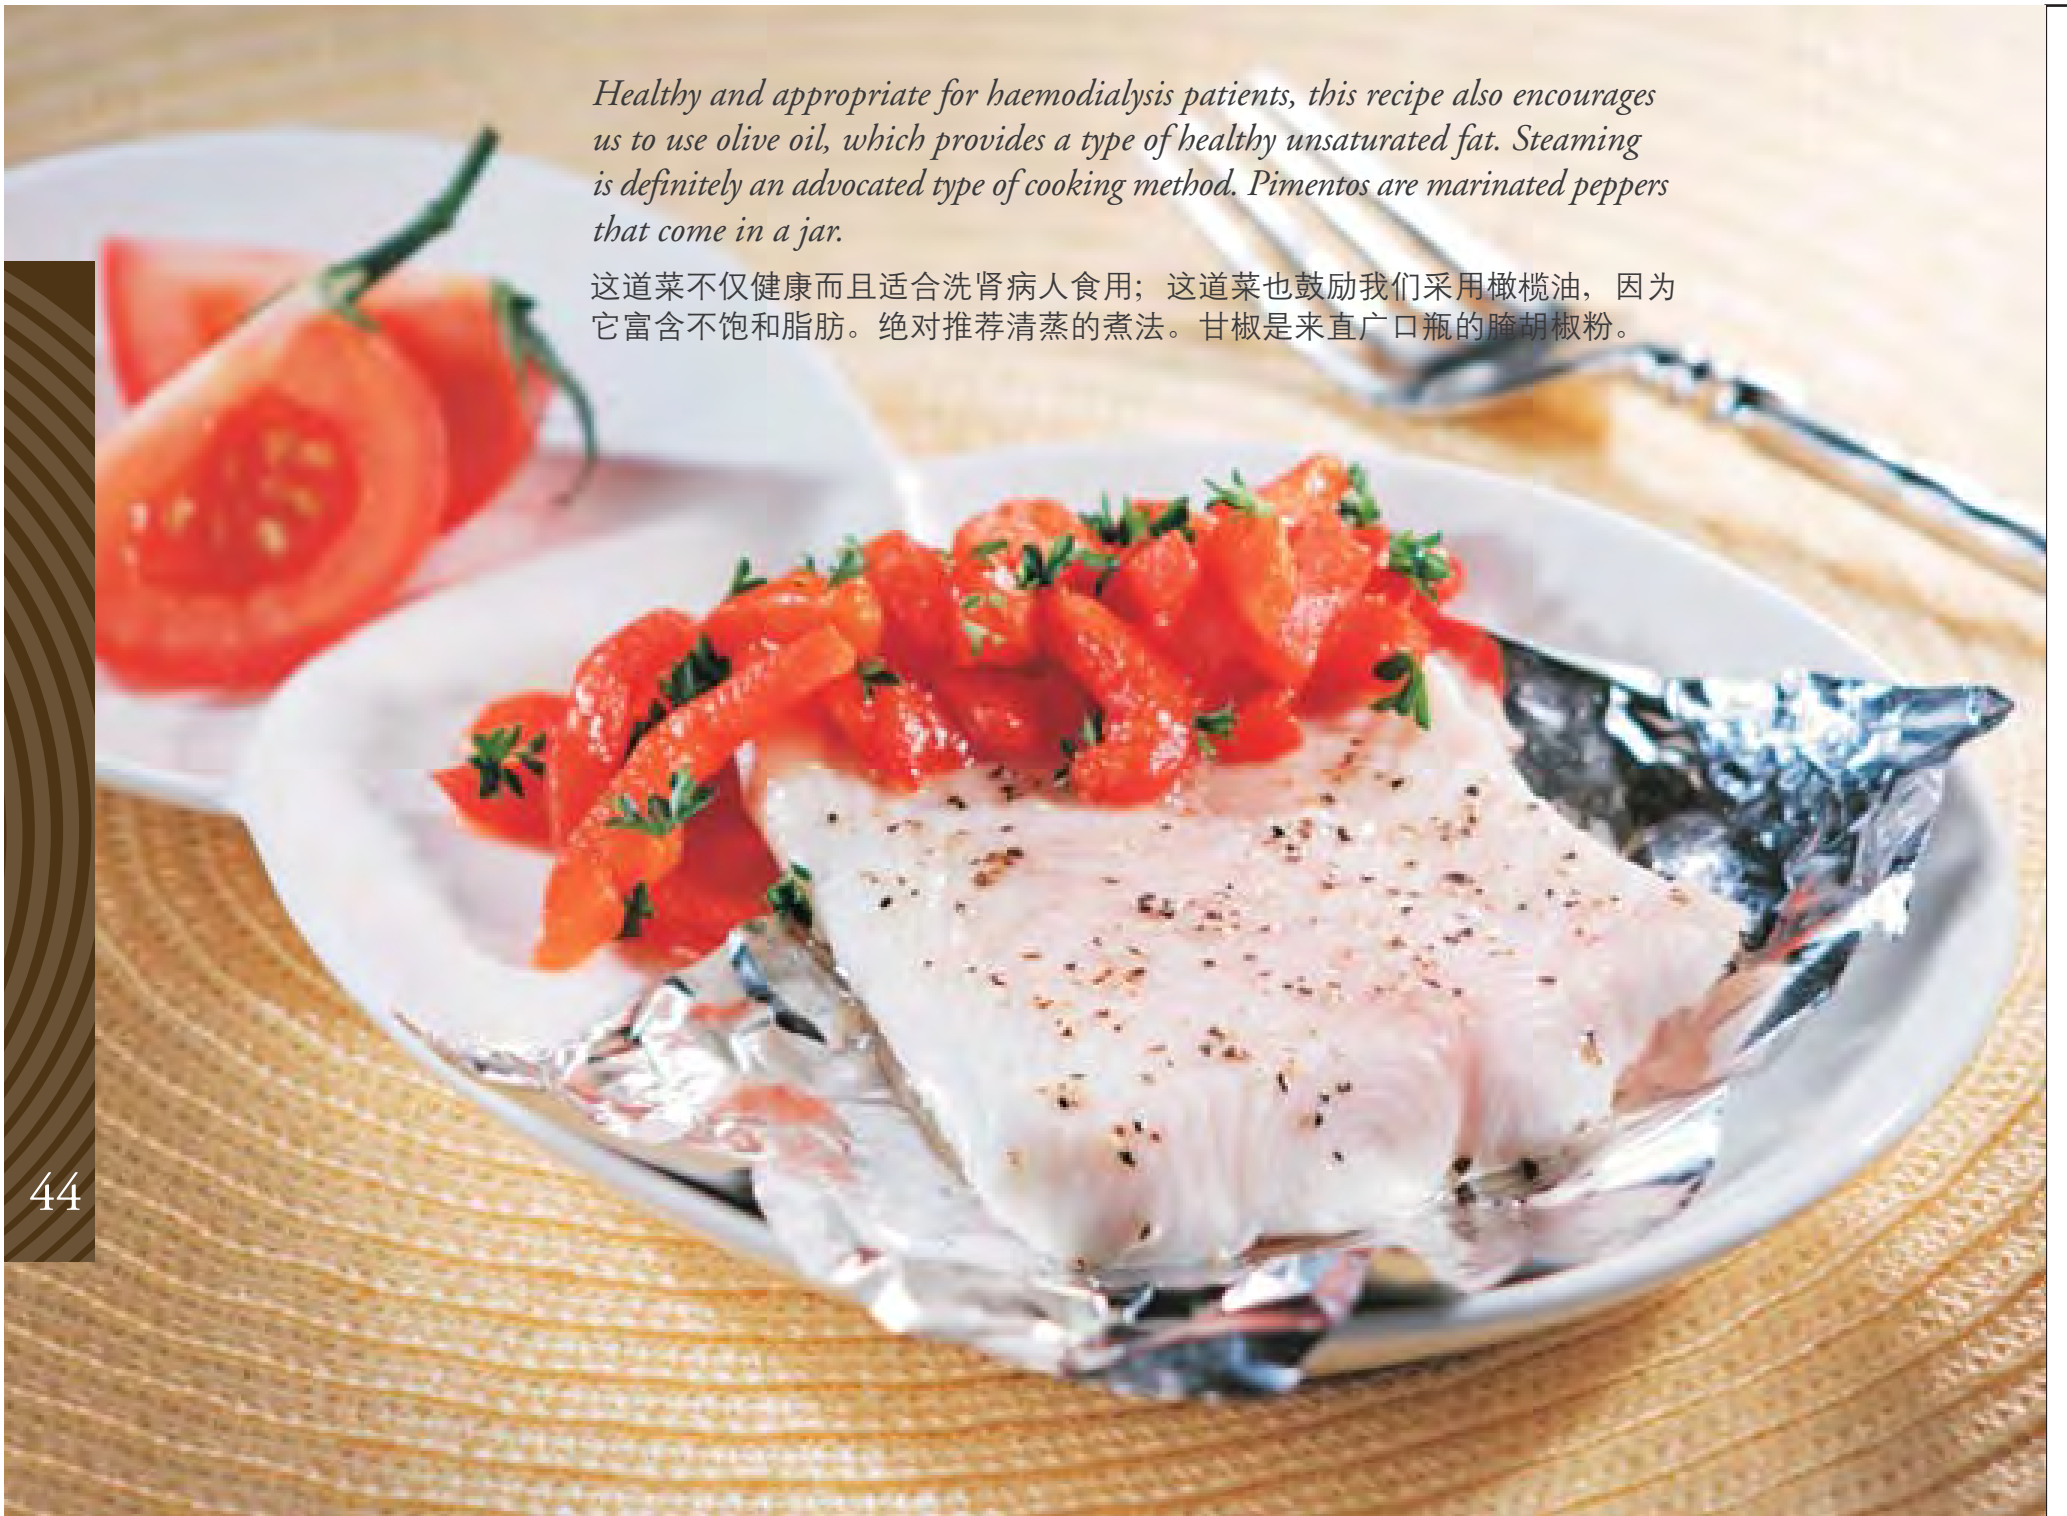 Healthy and appropriate for haemodialysis patients, this recipe also encourages
us to use olive oil, which provides a type of healthy unsaturated fat. Steaming
is definitely an advocated type of cooking method. Pimentos are marinated peppers
that come in a jar.
这道菜不仅健康而且适合洗肾病人食用；这道菜也鼓励我们采用橄榄油，因为
它富含不饱和脂肪。绝对推荐清蒸的煮法。甘椒是来直广口瓶的腌胡椒粉。
44